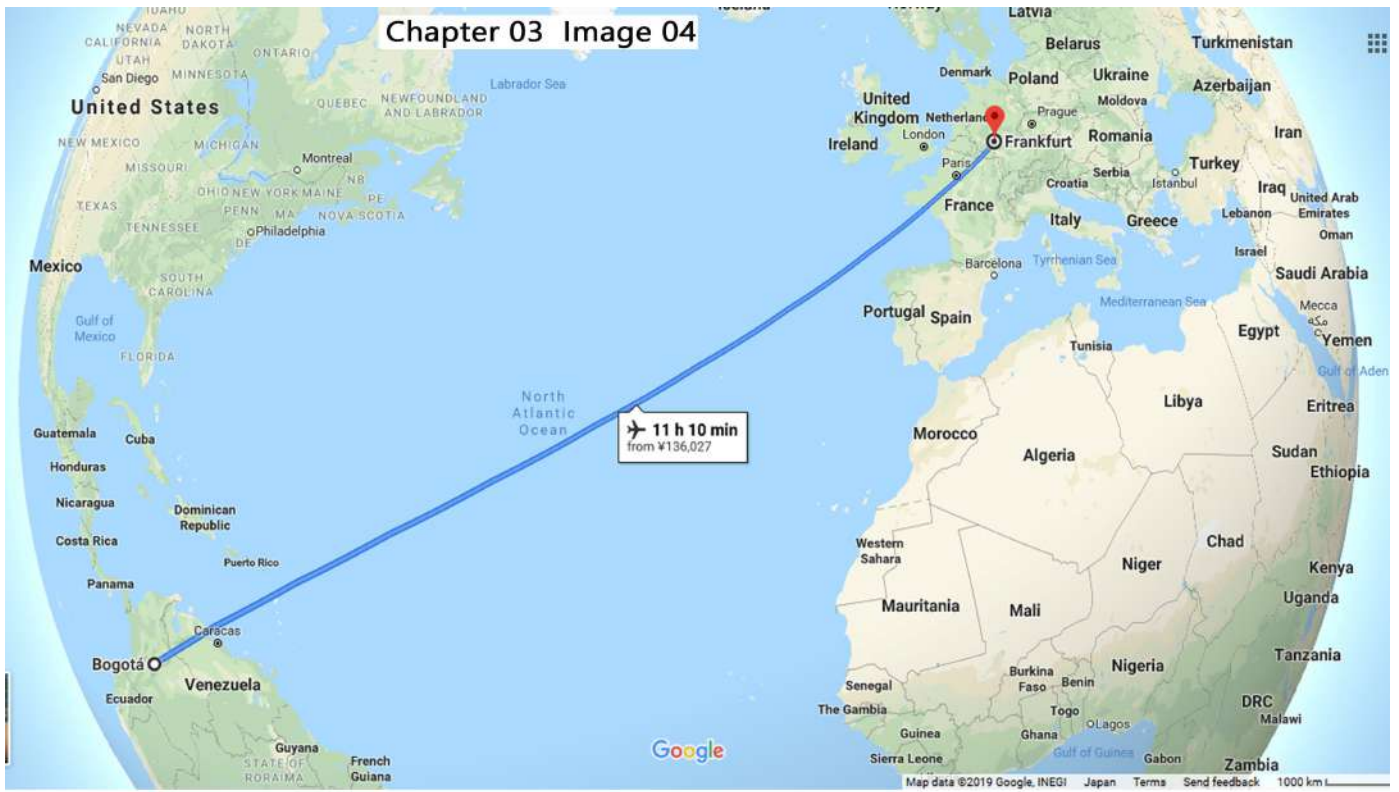 IDAHO
Iceland
Norway
Latvia
NEVADA
NORTH
DAKOTA
Chapter 03 Image 04
CALIFORNIA
Belarus
Turkmenistan
UTAH
ONTARIO
San Diego
MINNESOTA
Labrador Sea
Denmark
Poland
Ukraine
Azerbaijan
United States
QUEBEC
NEWFOUNDLAND
AND LABRADOR
United
Kingdom
Netherland
Prague
Moldova
NEW MEXICO
MICHIGAN
Ireland
London
Frankfurt
Romania
Iran
MISSOURI
Montreal
Paris
Serbia
Turkey
OHIO
NEW YORK
MAINE
NB
PE
Croatia
Istanbul
Iraq
United Arab
Emirates
TEXAS
PENN
MA
NOVA SCOTIA
France
Lebanon
TENNESSEE
Philadelphia
DE
Italy
Greece
Oman
Mexico
Barcelona
Tyrrhenian Sea
Israel
Saudi Arabia
SOUTH
CAROLINA
Portugal
Spain
Mediterranean Sea
Mecca
مكه
Gulf of
Mexico
Egypt
Yemen
FLORIDA
Tunisia
Gulf of Aden
North
Atlantic
Ocean
Libya
Eritrea
11 h 10 min
from ¥136,027
Guatemala
Cuba
Morocco
Algeria
Sudan
Honduras
Ethiopia
Nicaragua
Dominican
Republic
Costa Rica
Western
Sahara
Chad
Puerto Rico
Niger
Kenya
Panama
Mauritania
Mali
Uganda
Caracas
Bogotá
Venezuela
Burkina
Faso
Benin
Nigeria
Tanzania
Ecuador
Senegal
The Gambia
Togo
Lagos
DRC
Malawi
Guyana
Guinea
Ghana
STATE OF
RORAIMA
French
Guiana
Google
Sierra Leone
Gulf of Guinea
Gabon
Zambia
Map data ©2019 Google, INEGI Japan Terms Send feedback 1000 km